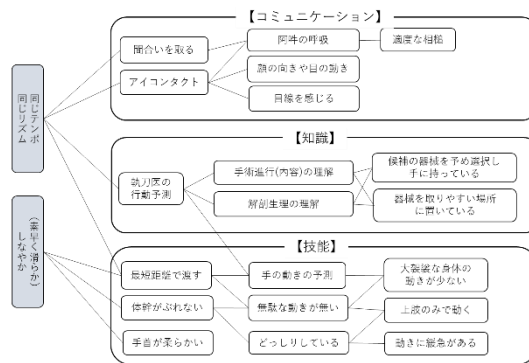 【コミュニケーション】
間合いを取る
阿吽の呼吸
適度な相槌
アイコンタクト
顔の向きや目の動き
目線を感じる
同じテンポ
同じリズム
【知識】
執刀医の
行動予測
手術進行(内容)の理解
候補の器械を予め選択し
手に持っている
解剖生理の理解
器械を取りやすい場所
に置いている
(素早く滑らか)
しなやか
【技能】
最短距離で渡す
手の動きの予測
大袈裟な身体の
動きが少ない
体幹がぶれない
無駄な動きが無い
上肢のみで動く
手首が柔らかい
どっしりしている
動きに緩急がある